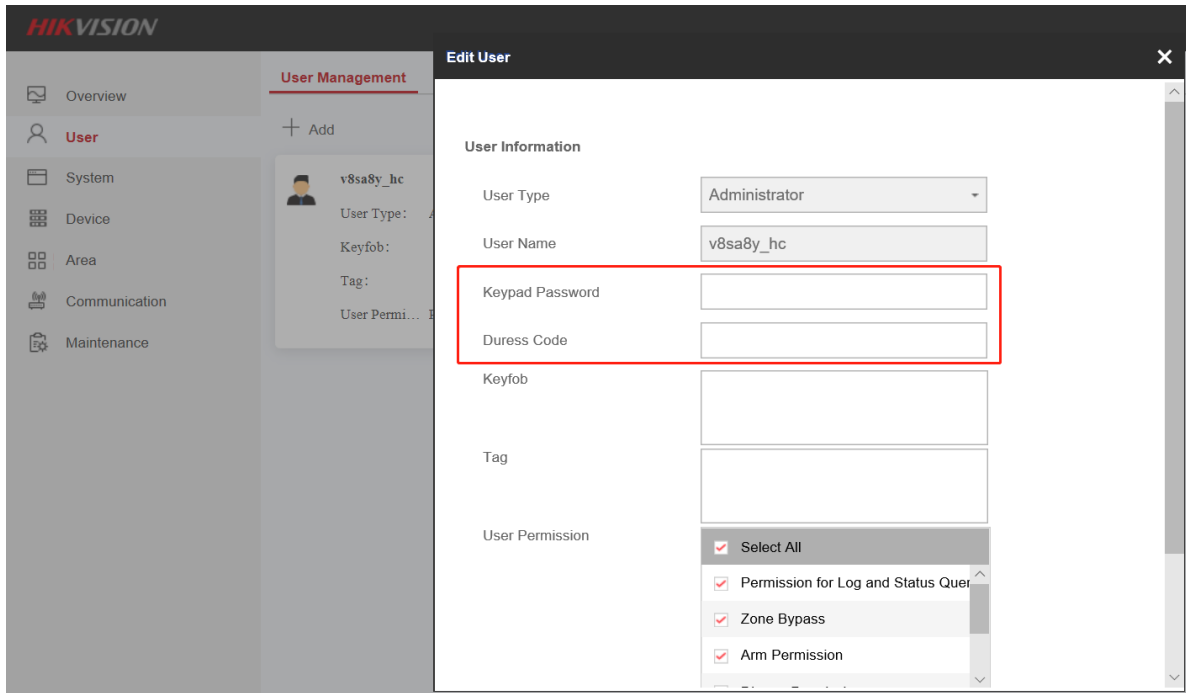 HIKVISION
Edit User
User Management
Overview
Add
User
User Information
v8sa8y_hc
System
User Type
Administrator
User Type:
Device
User Name
v8sa8y_hc
Keyfob:
Area
Tag:
Keypad Password
Communication
User Permi...
Duress Code
Maintenance
Keyfob
Tag
User Permission
Select All
Permission for Log and Status Quer
Zone Bypass
Arm Permission